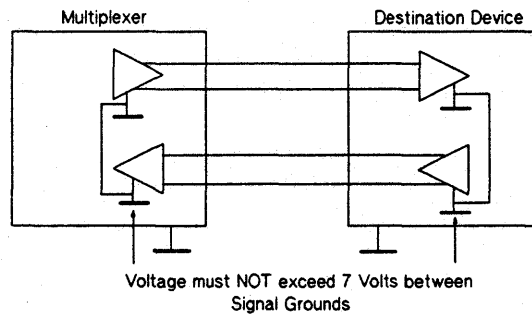 Multiplexer
Destination Device
Voltage must NOT exceed 7 Volts between
Signal Grounds